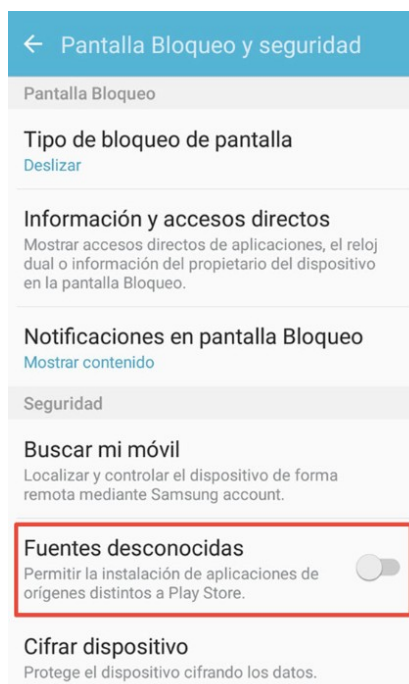 Pantalla Bloqueo y seguridad
Pantalla Bloqueo
Tipo de bloqueo de pantalla
Deslizar
Información y accesos directos
Mostrar accesos directos de aplicaciones, el reloj
dual o información del propietario del dispositivo
en la pantalla Bloqueo.
Notificaciones en pantalla Bloqueo
Mostrar contenido
Seguridad
Buscar mi móvil
Localizar y controlar el dispositivo de forma
remota mediante Samsung account.
Fuentes desconocidas
Permitir la instalación de aplicaciones de
orígenes distintos a Play Store.
Cifrar dispositivo
Protege el dispositivo cifrando los datos.